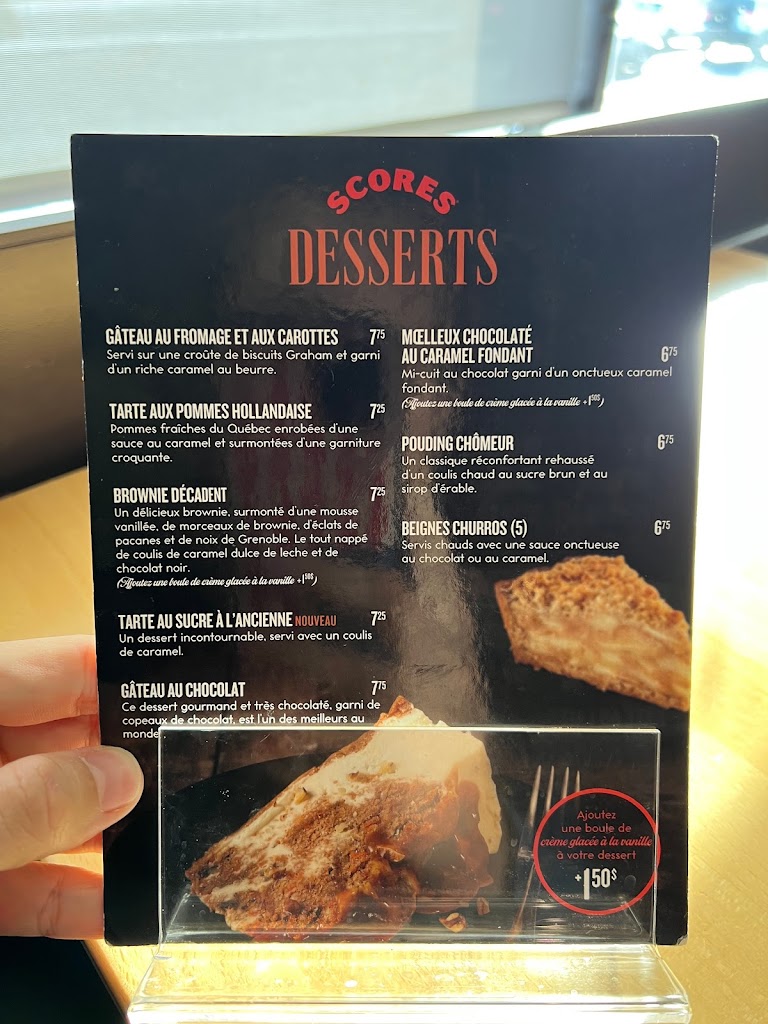 SCORES
DESSERTS
GÂTEAU AU FROMAGE ET AUX CAROTTES 7 75
Servi sur une croûte de biscuits Graham et garni
d'un riche caramel au beurre.
TARTE AUX POMMES HOLLANDAISE 7 25
Pommes fraîches du Québec enrobées d'une
sauce au caramel et surmontées d'une garniture
croquante.
BROWNIE DÉCADENT 7 25
Un délicieux brownie, surmonté d'une mousse
vanillée, de morceaux de brownie, d'éclats de
pacanes et de noix de Grenoble. Le tout nappé
de coulis de caramel dulce de leche et de
chocolat noir.
(Ajoutez une boule de crème glacée à la vanille +1 50$)
TARTE AU SUCRE À L'ANCIENNE NOUVEAU 7 25
Un dessert incontournable, servi avec un coulis
de caramel.
GÂTEAU AU CHOCOLAT 7 75
Ce dessert gourmand et très chocolaté, garni de
copeaux de chocolat, est l'un des meilleurs au
monde
MŒLLEUX CHOCOLATÉ
AU CARAMEL FONDANT 6 75
Mi-cuit au chocolat garni d'un onctueux caramel
fondant.
(Ajoutez une boule de crème glacée à la vanille +1 50$)
POUDING CHÔMEUR 6 75
Un classique réconfortant rehaussé
d'un coulis chaud au sucre brun et au
sirop d'érable.
BEIGNES CHURROS (5) 6 75
Servis chauds avec une sauce onctueuse
au chocolat ou au caramel.
Ajoutez
une boule de
crème glacée à la vanille
à votre dessert
+1 50$